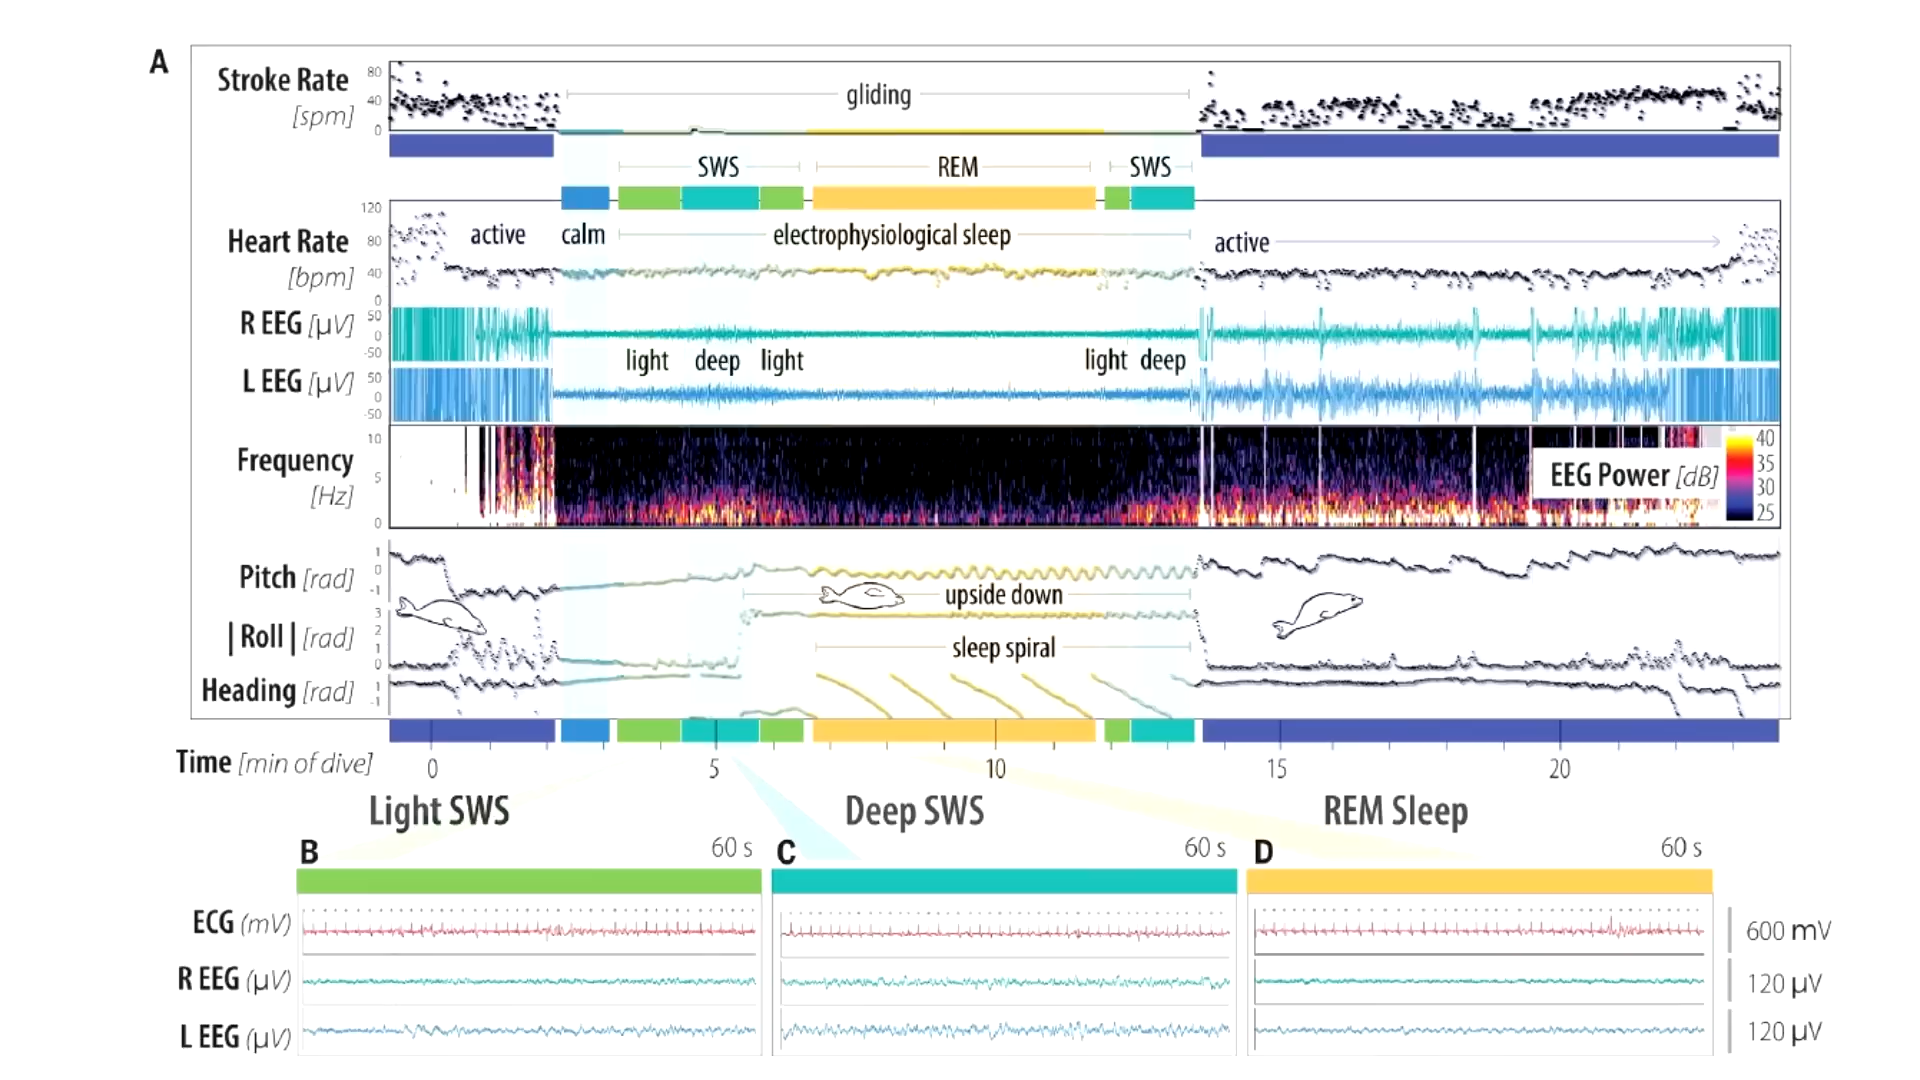 A
Stroke Rate
[spm]
80
40
0
gliding
SWS
REM
SWS
Heart Rate
[bpm]
120
80
40
0
active
calm
electrophysiological sleep
active
R EEG [µV]
50
0
-50
light
deep
light
light
deep
L EEG [µV]
50
0
-50
Frequency
[Hz]
10
5
0
EEG Power [dB]
40
35
30
25
Pitch [rad]
1
0
-1
upside down
| Roll | [rad]
3
2
1
0
sleep spiral
Heading [rad]
1
-1
Time [min of dive]
0
5
10
15
20
Light SWS
Deep SWS
REM Sleep
B
60 s
C
60 s
D
60 s
ECG (mV)
600 mV
R EEG (µV)
120 µV
L EEG (µV)
120 µV